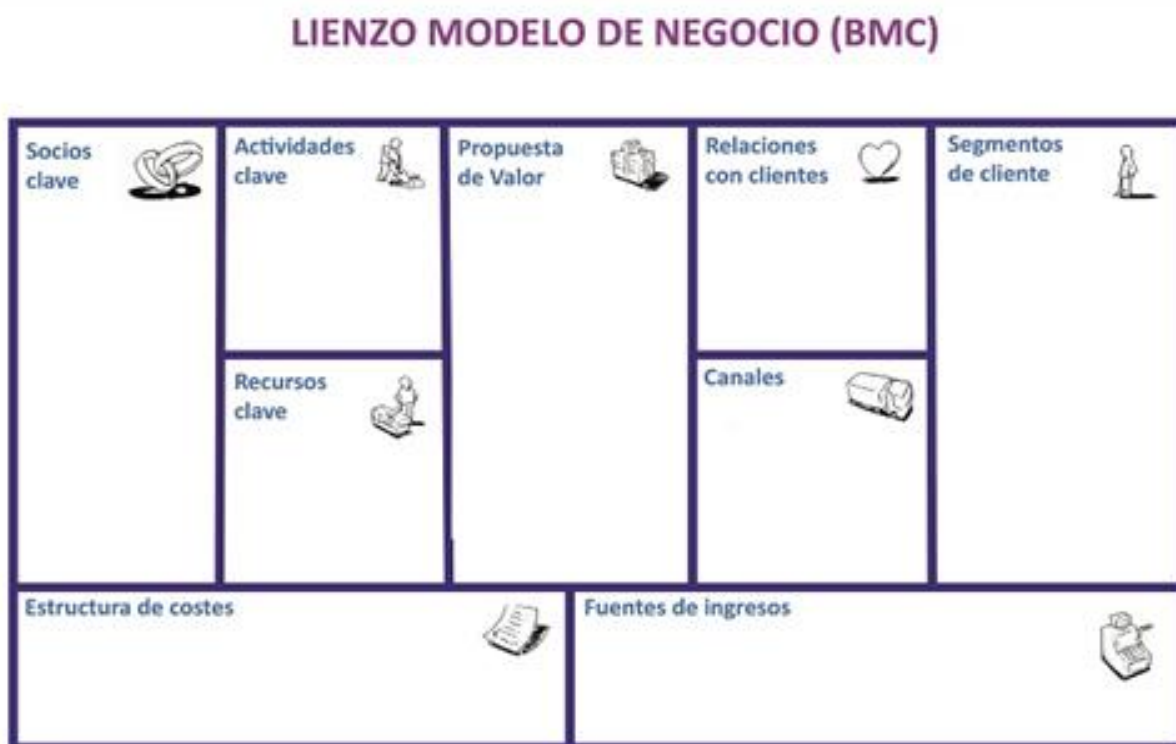 LIENZO MODELO DE NEGOCIO (BMC)
Socios
clave
Actividades
clave
Propuesta
de Valor
Relaciones
con clientes
Segmentos
de cliente
Recursos
clave
Canales
Estructura de costes
Fuentes de ingresos